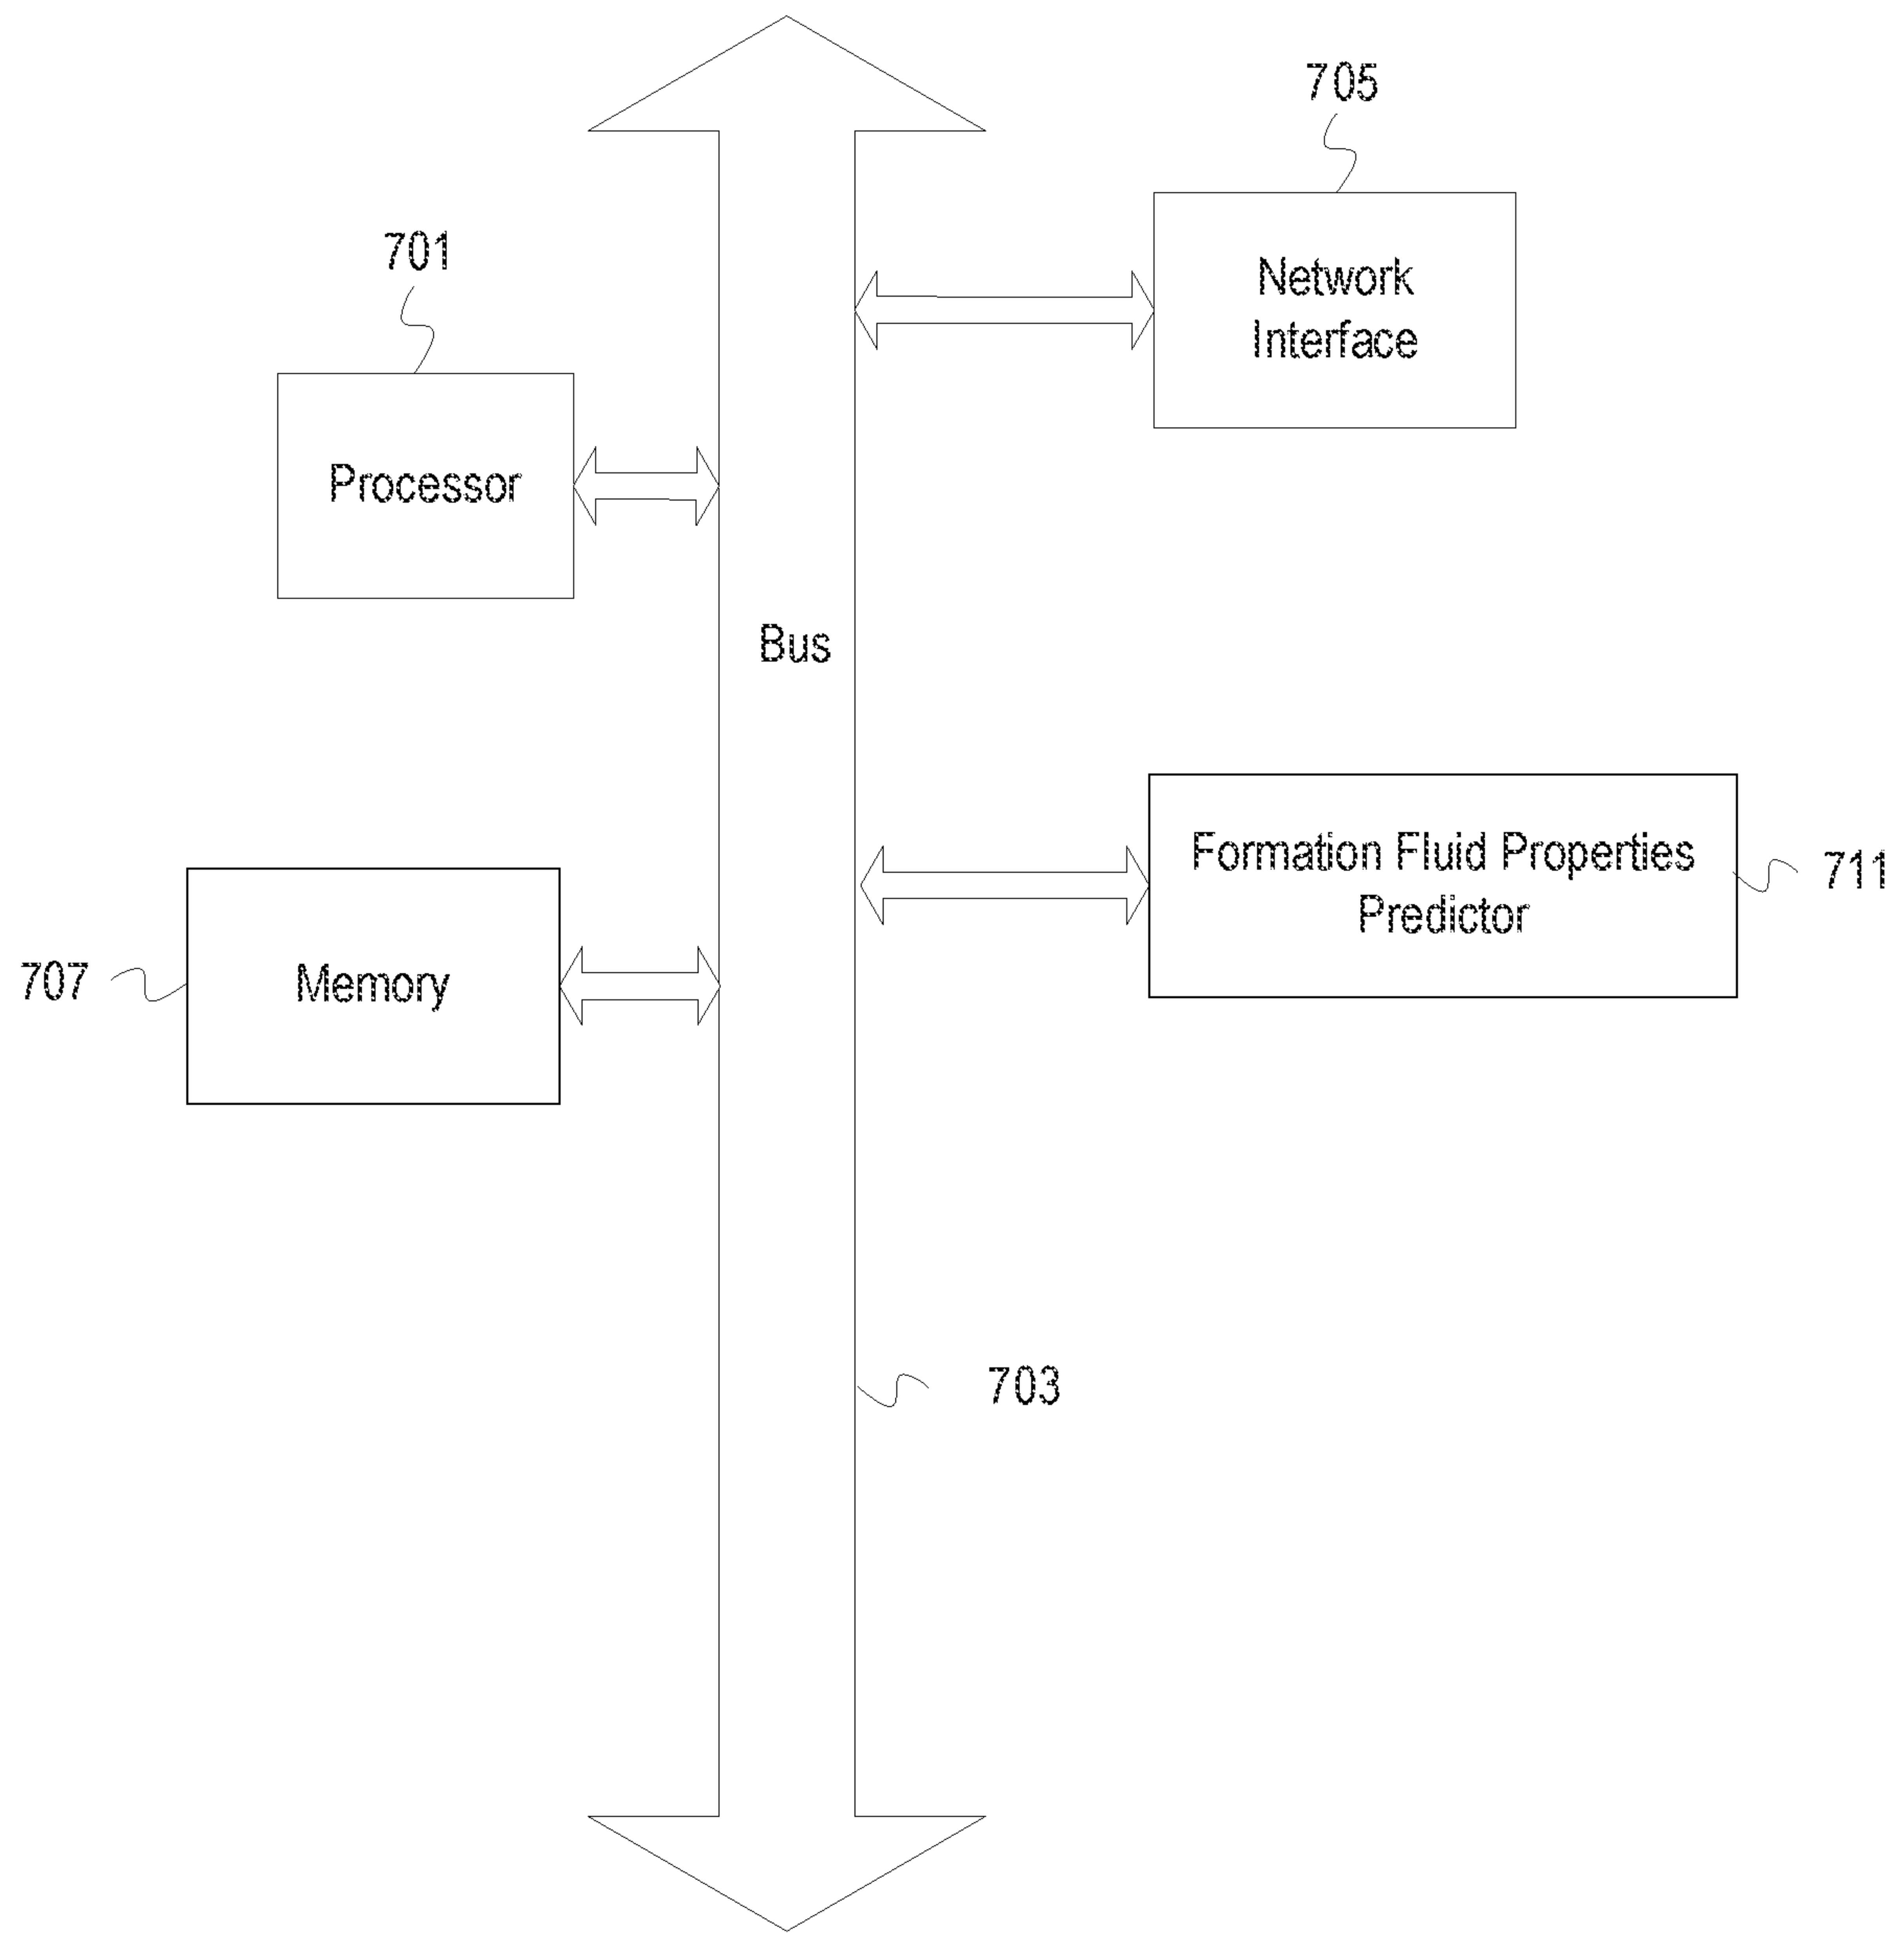 705
Network
Interface
701
Processor
Bus
Formation Fluid Properties
Predictor
711
707
Memory
703